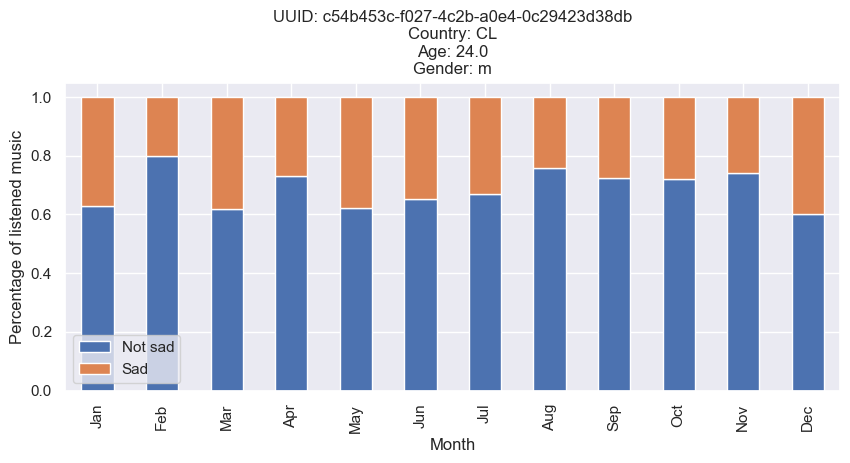 UUID: c54b453c-f027-4c2b-a0e4-0c29423d38db
Country: CL
Age: 24.0
Gender: m
Percentage of listened music
1.0
0.8
0.6
0.4
0.2
0.0
Not sad
Sad
Jan
Feb
Mar
Apr
May
Jun
Jul
Aug
Sep
Oct
Nov
Dec
Month